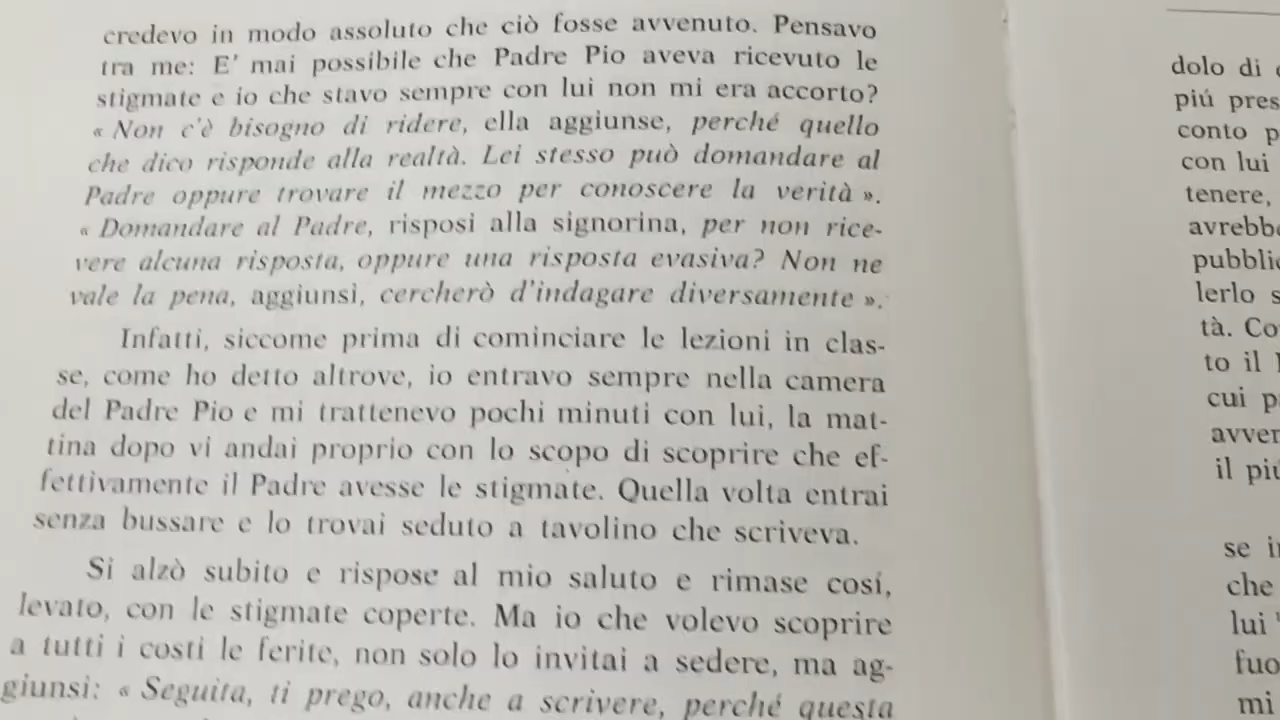 credevo in modo assoluto che ciò fosse avvenuto. Pensavo
tra me: E' mai possibile che Padre Pio aveva ricevuto le
stigmate e io che stavo sempre con lui non mi era accorto?
« Non c'è bisogno di ridere, ella aggiunse, perché quello
che dico risponde alla realtà. Lei stesso può domandare al
Padre oppure trovare il mezzo per conoscere la verità ».
« Domandare al Padre, risposi alla signorina, per non rice-
vere alcuna risposta, oppure una risposta evasiva? Non ne
vale la pena, aggiunsi, cercherò d'indagare diversamente ».
Infatti, siccome prima di cominciare le lezioni in clas-
se, come ho detto altrove, io entravo sempre nella camera
del Padre Pio e mi trattenevo pochi minuti con lui, la mat-
tina dopo vi andai proprio con lo scopo di scoprire che ef-
fettivamente il Padre avesse le stigmate. Quella volta entrai
senza bussare e lo trovai seduto a tavolino che scriveva.
Si alzò subito e rispose al mio saluto e rimase cosí,
levato, con le stigmate coperte. Ma io che volevo scoprire
a tutti i costi le ferite, non solo lo invitai a sedere, ma ag-
giunsi: « Seguita, ti prego, anche a scrivere, perché questa
dolo di
piú pres
conto p
con lui
tenere,
avrebb
pubblic
lerlo s
tà. Co
to il
cui p
avver
il piú
se i
che
lui
fuo
mi